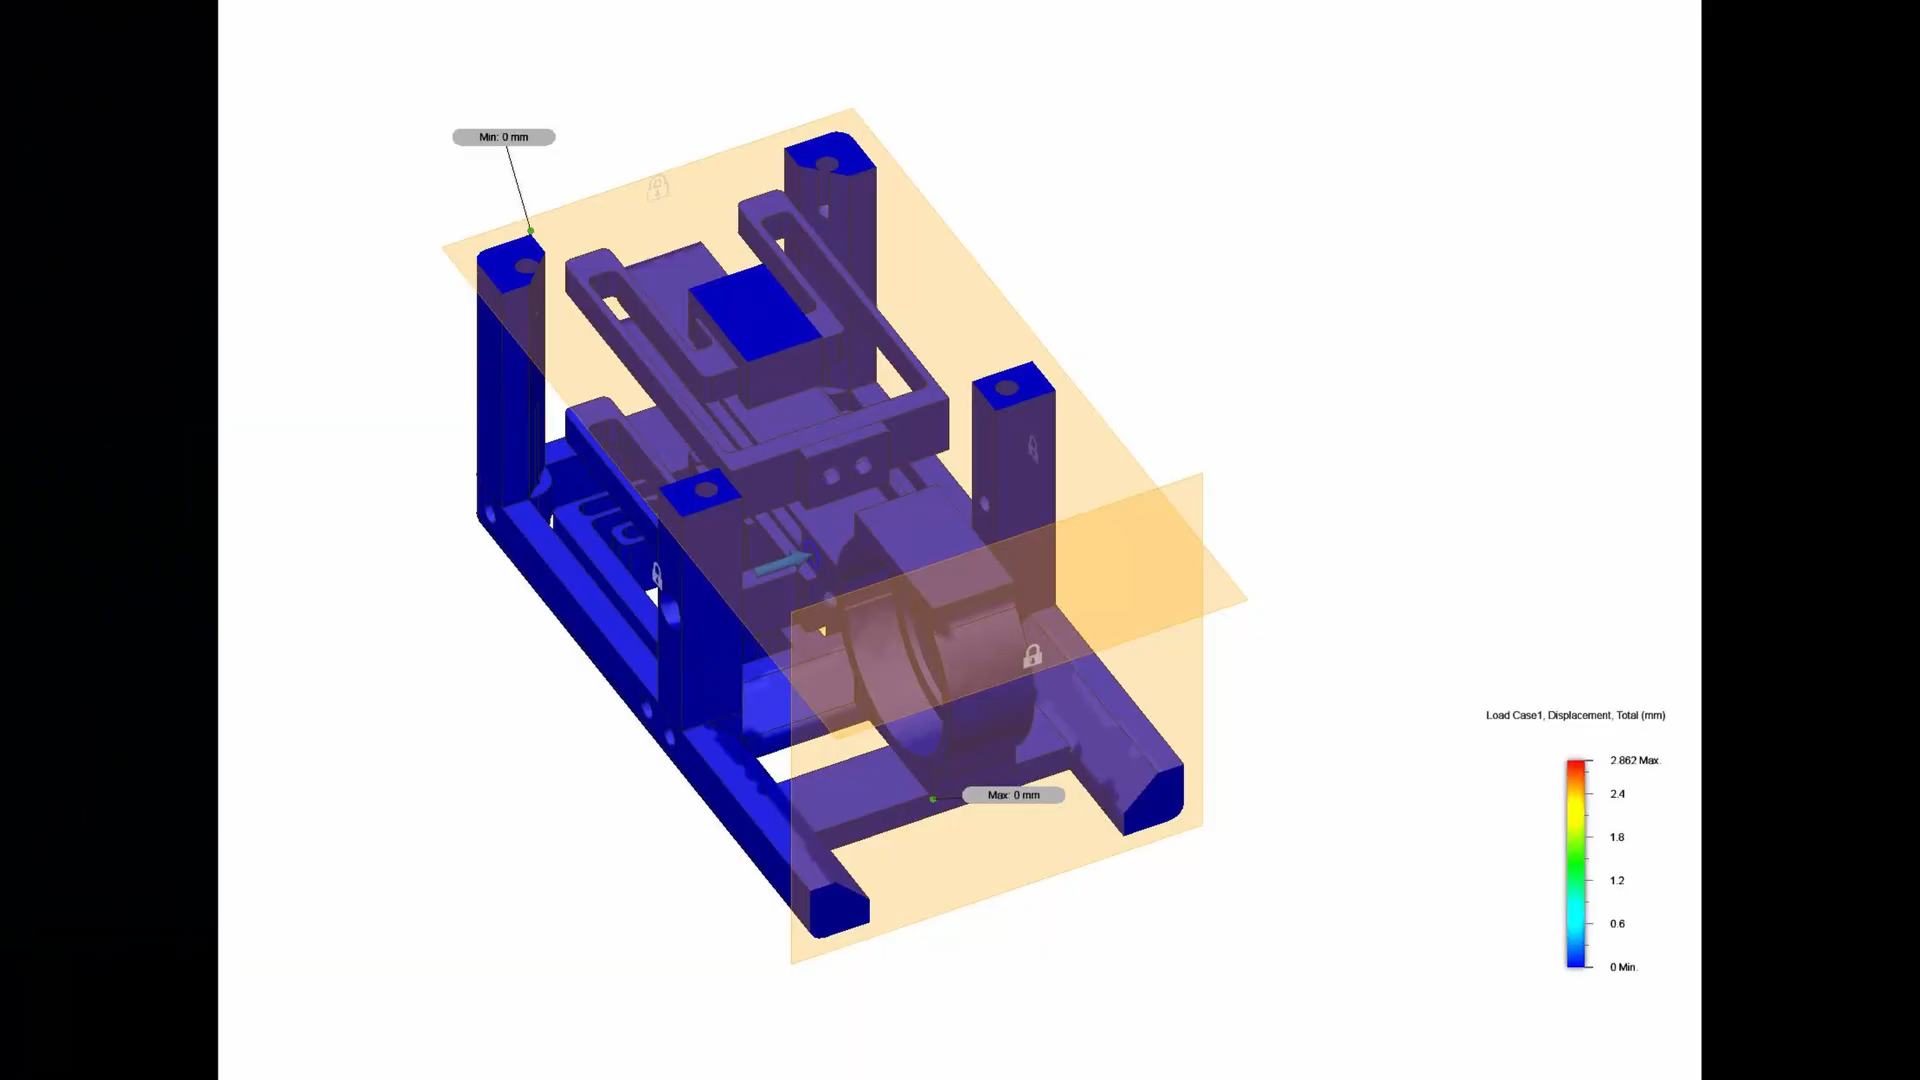 Min: 0 mm
Max: 0 mm
Load Case1, Displacement, Total (mm)
2.862 Max.
2.4
1.8
1.2
0.6
0 Min.